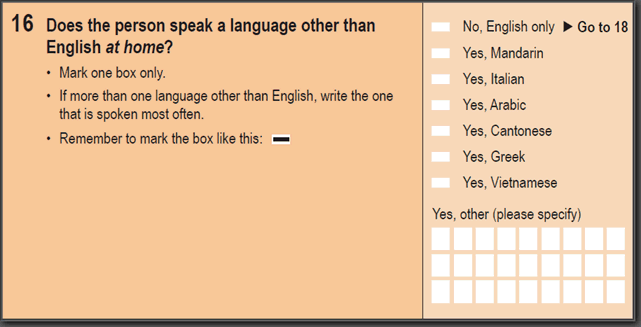 16 Does the person speak a language other than
English at home?
• Mark one box only.
• If more than one language other than English, write the one
that is spoken most often.
• Remember to mark the box like this:
No, English only ▶ Go to 18
Yes, Mandarin
Yes, Italian
Yes, Arabic
Yes, Cantonese
Yes, Greek
Yes, Vietnamese
Yes, other (please specify)